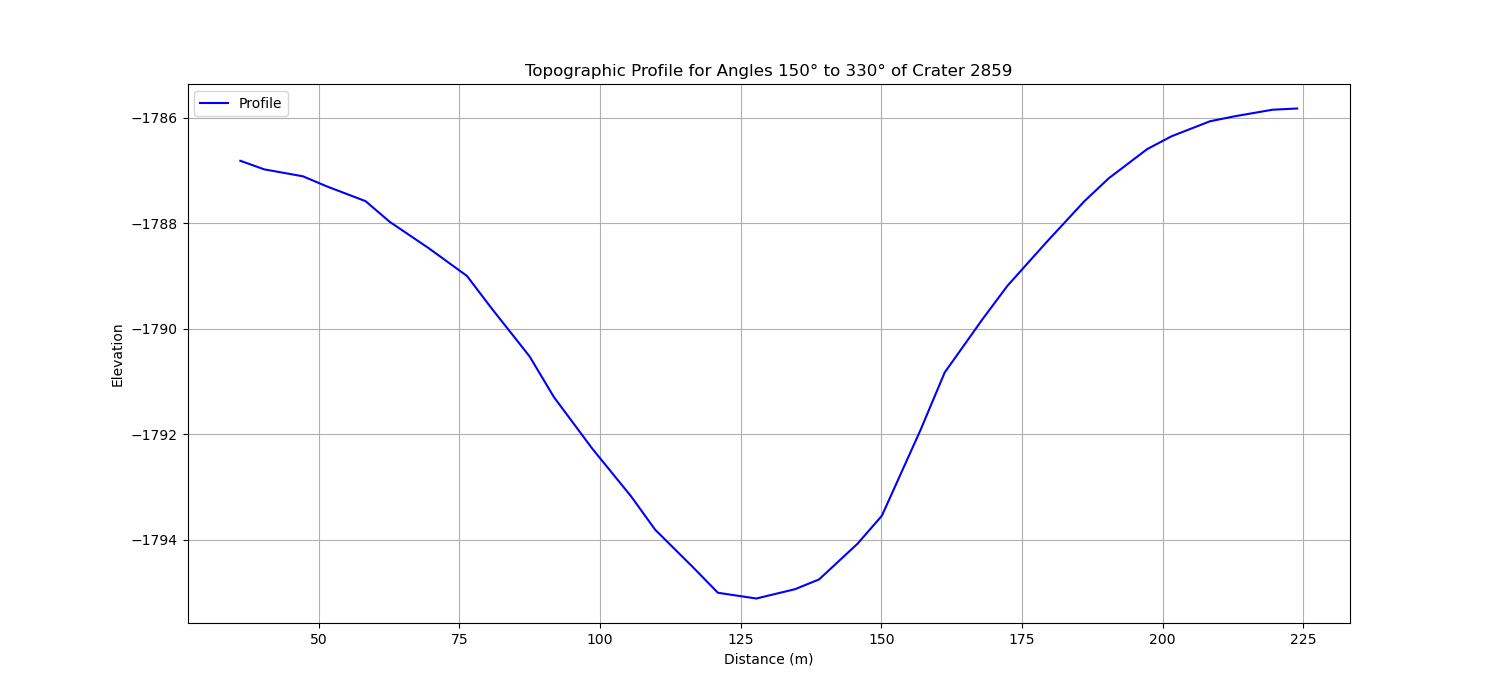 Topographic Profile for Angles 150° to 330° of Crater 2859
Profile
−1786
−1788
−1790
−1792
−1794
Elevation
50 75 100 125 150 175 200 225
Distance (m)